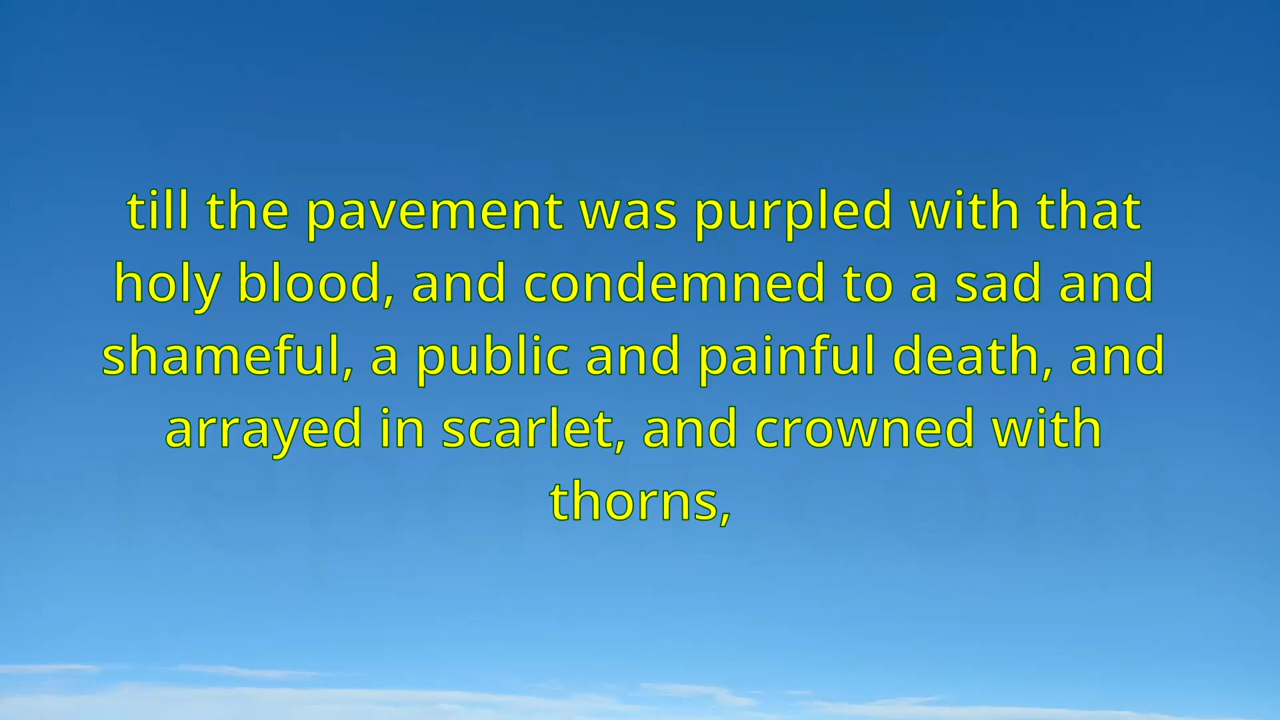 till the pavement was purpled with that
holy blood, and condemned to a sad and
shameful, a public and painful death, and
arrayed in scarlet, and crowned with
thorns,